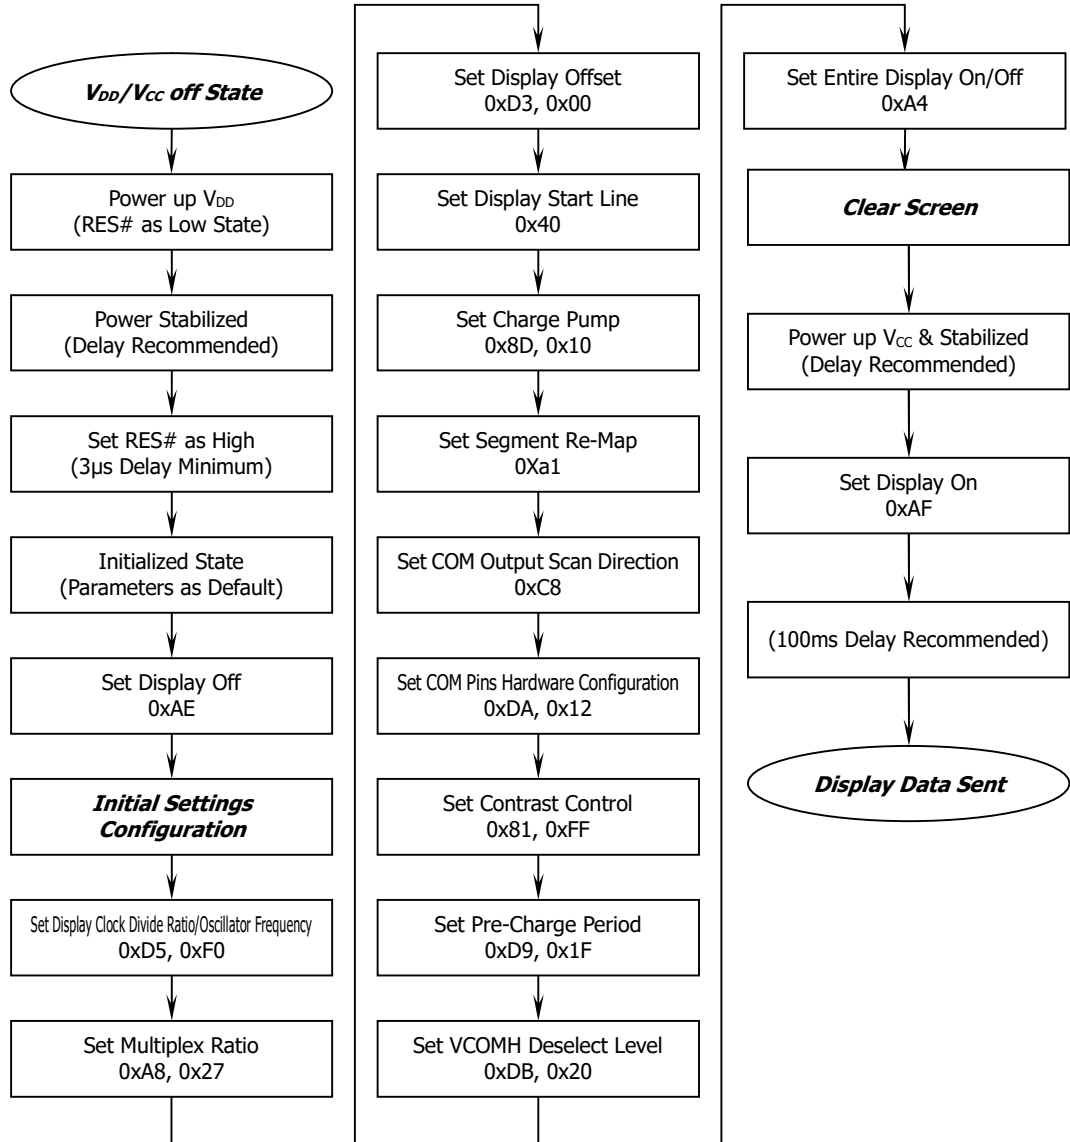 VDD/VCC off State
Power up VDD
(RES# as Low State)
Power Stabilized
(Delay Recommended)
Set RES# as High
(3µs Delay Minimum)
Initialized State
(Parameters as Default)
Set Display Off
0xAE
Initial Settings
Configuration
Set Display Clock Divide Ratio/Oscillator Frequency
0xD5, 0xF0
Set Multiplex Ratio
0xA8, 0x27
Set Display Offset
0xD3, 0x00
Set Display Start Line
0x40
Set Charge Pump
0x8D, 0x10
Set Segment Re-Map
0Xa1
Set COM Output Scan Direction
0xC8
Set COM Pins Hardware Configuration
0xDA, 0x12
Set Contrast Control
0x81, 0xFF
Set Pre-Charge Period
0xD9, 0x1F
Set VCOMH Deselect Level
0xDB, 0x20
Set Entire Display On/Off
0xA4
Clear Screen
Power up VCC & Stabilized
(Delay Recommended)
Set Display On
0xAF
(100ms Delay Recommended)
Display Data Sent